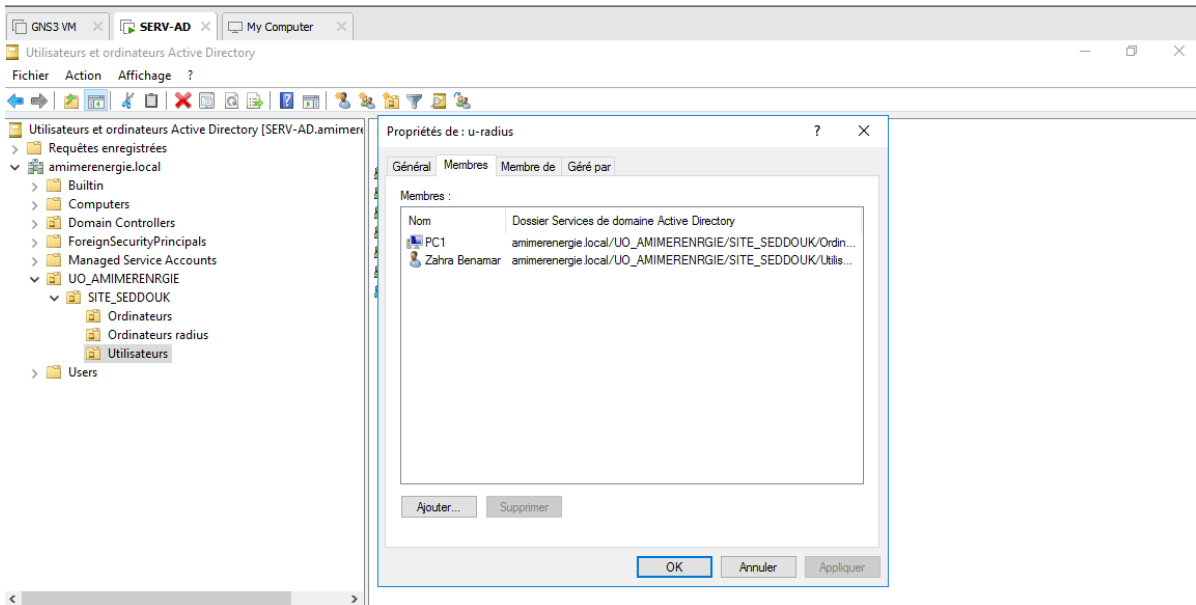 GNS3 VM
SERV-AD
My Computer
Utilisateurs et ordinateurs Active Directory
Fichier Action Affichage ?
Utilisateurs et ordinateurs Active Directory [SERV-AD.amimere
Requêtes enregistrées
amimerenergie.local
Builtin
Computers
Domain Controllers
ForeignSecurityPrincipals
Managed Service Accounts
UO_AMIMERENRGIE
SITE_SEDDOUK
Ordinateurs
Ordinateurs radius
Utilisateurs
Users
Propriétés de : u-radius
Général Membres Membre de Géré par
Membres :
Nom Dossier Services de domaine Active Directory
PC1 amimerenergie.local/UO_AMIMERENRGIE/SITE_SEDDOUK/Ordin...
Zahra Benamar amimerenergie.local/UO_AMIMERENRGIE/SITE_SEDDOUK/Utilis...
Ajouter... Supprimer
OK Annuler Appliquer